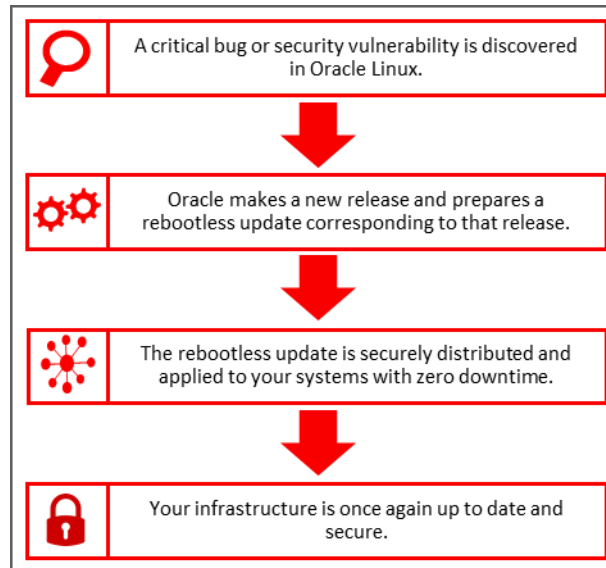 A critical bug or security vulnerability is discovered
in Oracle Linux.
Oracle makes a new release and prepares a
rebootless update corresponding to that release.
The rebootless update is securely distributed and
applied to your systems with zero downtime.
Your infrastructure is once again up to date and
secure.